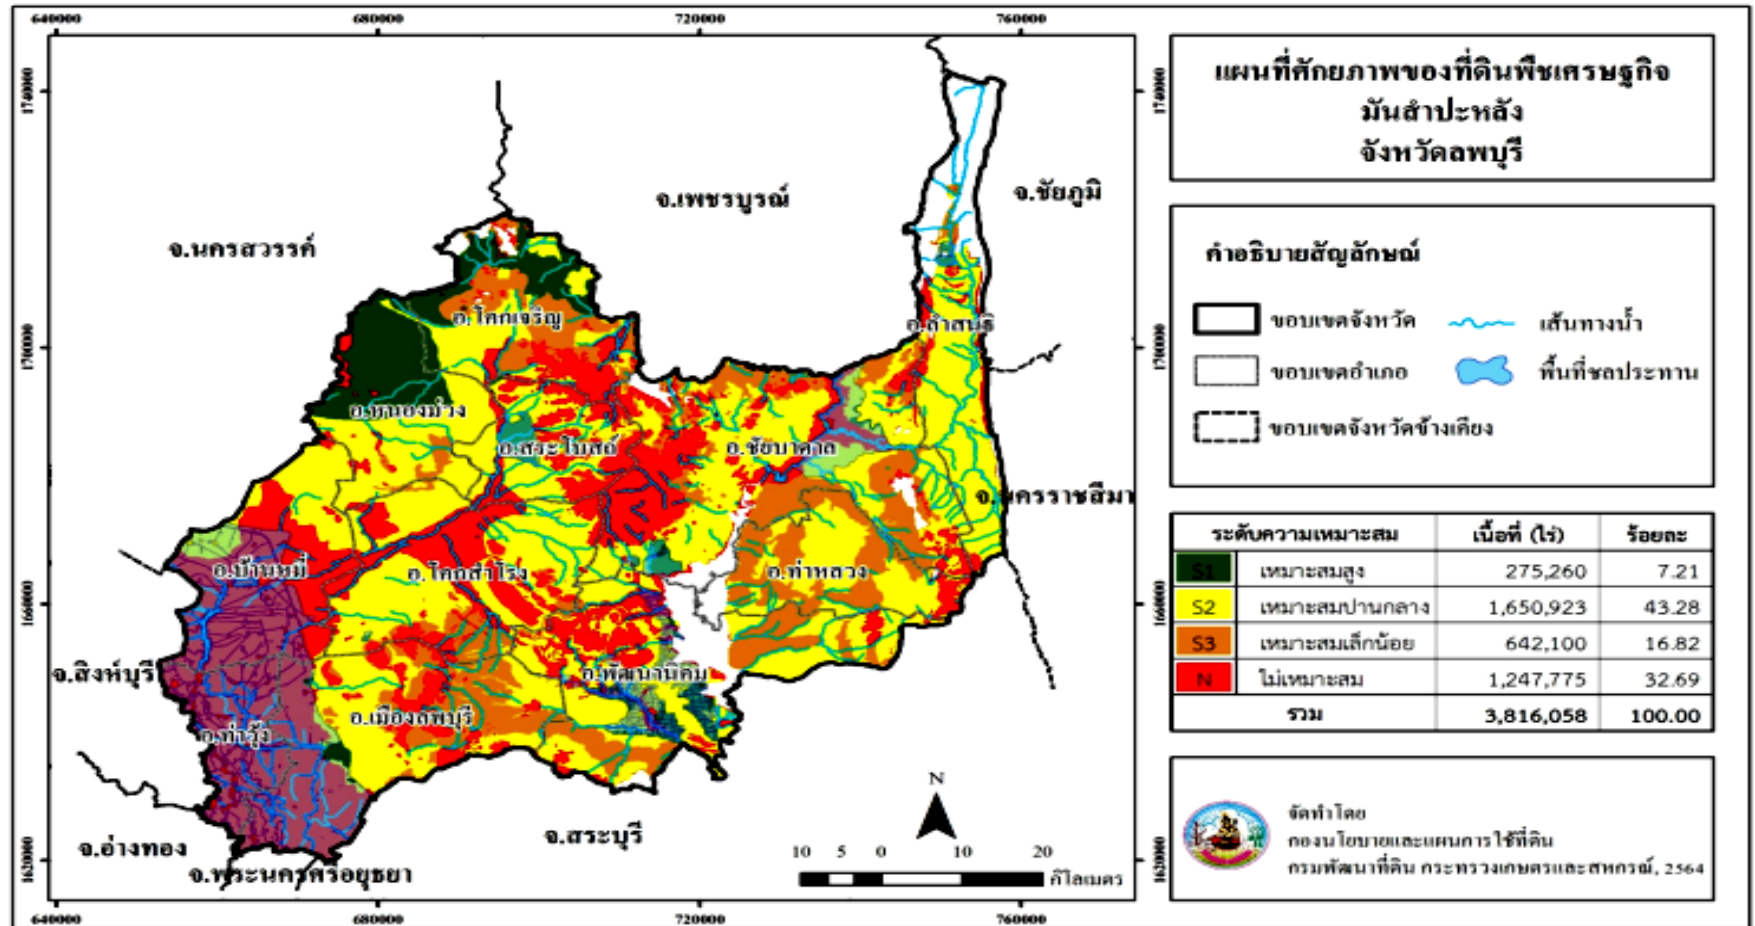 640000 680000 720000 760000
1740000 1740000
แผนที่ศักยภาพของที่ดินพืชเศรษฐกิจ
มันสำปะหลัง
จังหวัดลพบุรี
จ.เพชรบูรณ์
จ.ชัยภูมิ
จ.นครสวรรค์
คำอธิบายสัญลักษณ์
ขอบเขตจังหวัด
เส้นทางน้ำ
ขอบเขตอำเภอ
พื้นที่ชลประทาน
ขอบเขตจังหวัดข้างเคียง
อ.โคกเจริญ
อ.ลำสนธิ
1700000 1700000
อ.หนองม่วง
อ.สระโบสถ์
อ.ชัยบาดาล
จ.นครราชสีมา
อ.บ้านหมี่
อ.โคกสำโรง
อ.ท่าหลวง
1660000 1660000
จ.สิงห์บุรี
อ.พัฒนานิคม
อ.เมืองลพบุรี
อ.ท่าวุ้ง
ระดับความเหมาะสม เนื้อที่ (ไร่) ร้อยละ
S1 เหมาะสมสูง 275,260 7.21
S2 เหมาะสมปานกลาง 1,650,923 43.28
S3 เหมาะสมเล็กน้อย 642,100 16.82
N ไม่เหมาะสม 1,247,775 32.69
รวม 3,816,058 100.00
จ.สระบุรี
จ.อ่างทอง
จ.พระนครศรีอยุธยา
N
10 5 0 10 20
กิโลเมตร
1620000 1620000
จัดทำโดย
กองนโยบายและแผนการใช้ที่ดิน
กรมพัฒนาที่ดิน กระทรวงเกษตรและสหกรณ์, 2564
640000 680000 720000 760000